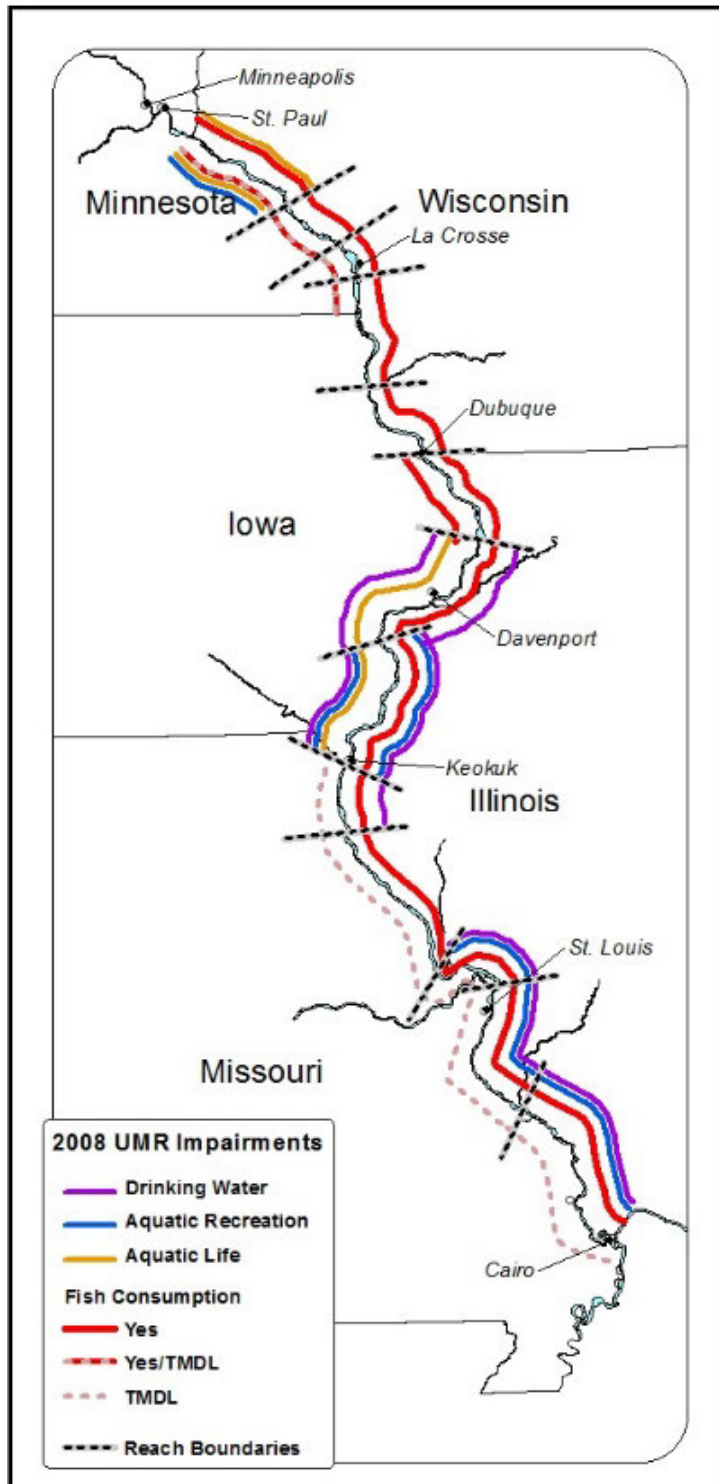 Minneapolis
St. Paul
Minnesota
Wisconsin
La Crosse
Dubuque
Iowa
Davenport
Keokuk
Illinois
St. Louis
Missouri
Cairo
2008 UMR Impairments
Drinking Water
Aquatic Recreation
Aquatic Life
Fish Consumption
Yes
Yes/TMDL
TMDL
Reach Boundaries